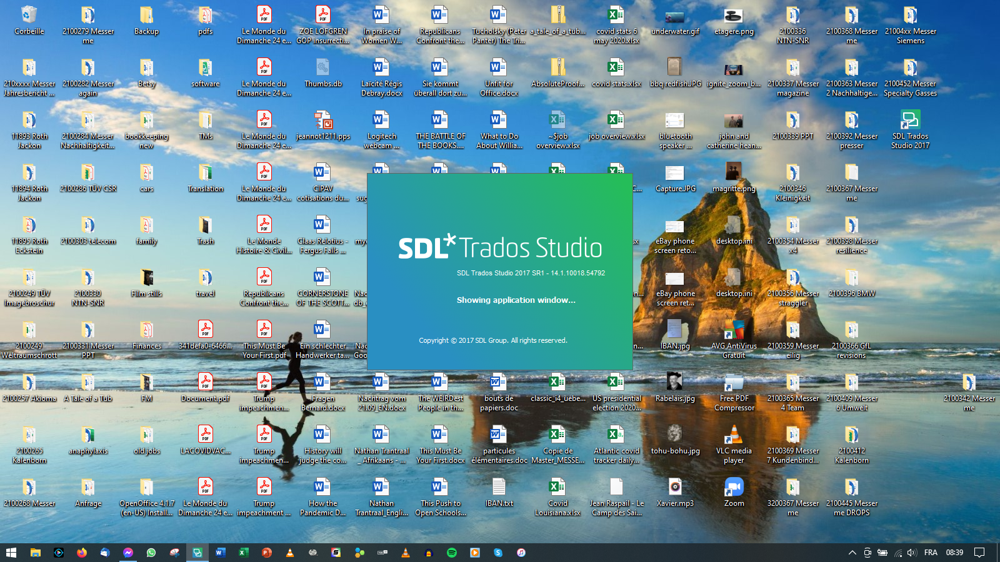 Corbeille
2100279 Messer me
Backup
pdfs
Le Monde du Dimanche 24 e...
ZOE LOFGREN GOP insurrecti...
In praise of Women W...
Republicans Confront the...
Tucholsky (Peter Panter) The Tri...
a_tale_of_a_tub...
covid stats 6 may 2020.xlsx
underwater.gif
etagere.png
2100336 NTN-SNR
2100368 Messer me
21004xx Messer Siemens
210xxxx Messer Jahresbericht ...
2100282 Messer again
Betsy
software
Le Monde du Dimanche 24 e...
Thumbs.db
Laïcité Régis Debray.docx
Sie kommt überall dort zu...
Unfit for Office.docx
AbsoluteProof...
covid stats.xlsx
bbq redfish.JPG
ignite_zoom_b...
2100337 Messer magazine
2100363 Messer 2 Nachhaltige...
2100452 Messer Specialty Gasses
11893 Roth Jackon
2100284 Messer Nachhaltigkeit...
bookkeeping new
TMs
Le Monde du Dimanche 24 e...
jeannot1211.pps
Logitech webcam ...
THE BATTLE OF THE BOOKS....
What to Do About Willia...
~$job overview.xlsx
job overview.xlsx
bluetooth speaker ...
john and catherine hean...
2100339 PPT
2100392 Messer presser
SDL Trados Studio 2017
11894 Roth Jackon
2100286 TÜV CSR
cars
Translation
Le Monde du Dimanche 24 e...
CIPAV cotisations du...
Capture.JPG
magritte.png
2100346 Kleinigkeit
2100367 Messer me
11895 Roth Eckstein
2100303 telecom
family
Trash
Le Monde Histoire & Civil...
Claas Relotius - Fergus Falls ...
eBay phone screen reto...
desktop.ini
2100354 Messer x4
2100398 Messer resilience
SDL* Trados Studio
SDL Trados Studio 2017 SR1 - 14.1.10018.54792
Showing application window...
Copyright © 2017 SDL Group. All rights reserved.
2100249 TÜV Imagebroschur
2100330 NTN-SNR
Film stills
travel
Republicans Confront the...
CORNERSTONE OF THE SCOTT...
eBay phone screen ret...
desktop.ini
2100356 Messer straggler
2100396 BMW
2100249 Weltraumschrott
2100331 Messer PPT
Finances
341defa0-6466...
This Must Be Your First.pdf
Ein schlechter Handwerker ta...
IBAN.jpg
AVG AntiVirus Gratuit
2100359 Messer eilig
2100366 GfL revisions
2100257 Akioma
A Tale of a Tub
FM
Document.pdf
Trump impeachmen...
Fragen Bernard.docx
Nachtrag vom 21.09_EN.docx
The WEIRDest People in th...
bouts de papiers.doc
classic_i4_uebe...
US presidential election 2020...
Rabelais.jpg
Free PDF Compressor
2100365 Messer 4 Team
2100409 Messer 6 Umwelt
2100342 Messer me
2100265 Kalenborn
anaphylaxis
old jobs
LACOVIDVAC...
Trump impeachmen...
History will judge the co...
Nathan Trantraal _ Afrikaans - ...
This Must Be Your First.docx
particules élémentaires.doc
Copie de Master_MESSE...
Atlantic covid tracker daily...
tohu-bohu.jpg
VLC media player
2100369 Messer 7 Kundenbind...
2100412 Kalenborn
2100268 Messer
Anfrage
OpenOffice 4.1.7 (en-US) Install...
Le Monde du Dimanche 24 e...
Trump impeachment ...
How the Pandemic D...
Nathan Trantraal_Engli...
This Push to Open Schools...
IBAN.txt
Covid Louisiana.xlsx
Jean Raspail - Le Camp des Sai...
Xavier.mp3
Zoom
3200367 Messer me
2100445 Messer me DROPS
FRA
08:39